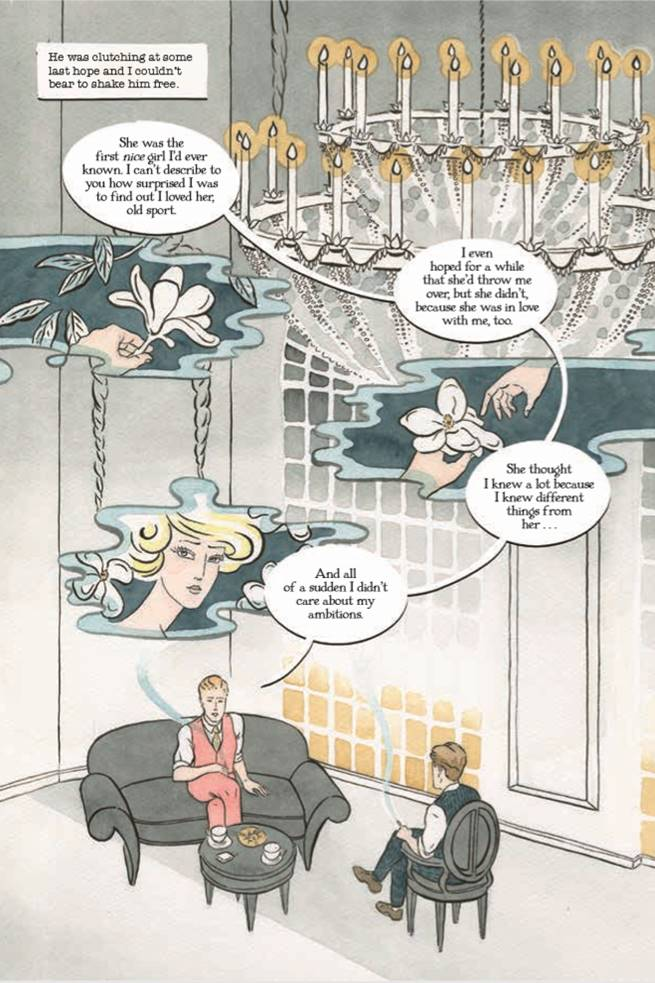 He was clutching at some
last hope and I couldn't
bear to shake him free.
She was the
first nice girl I'd ever
known. I can't describe to
you how surprised I was
to find out I loved her,
old sport.
I even
hoped for a while
that she'd throw me
over, but she didn't,
because she was in love
with me, too.
She thought
I knew a lot because
I knew different
things from
her . . .
And all
of a sudden I didn't
care about my
ambitions.